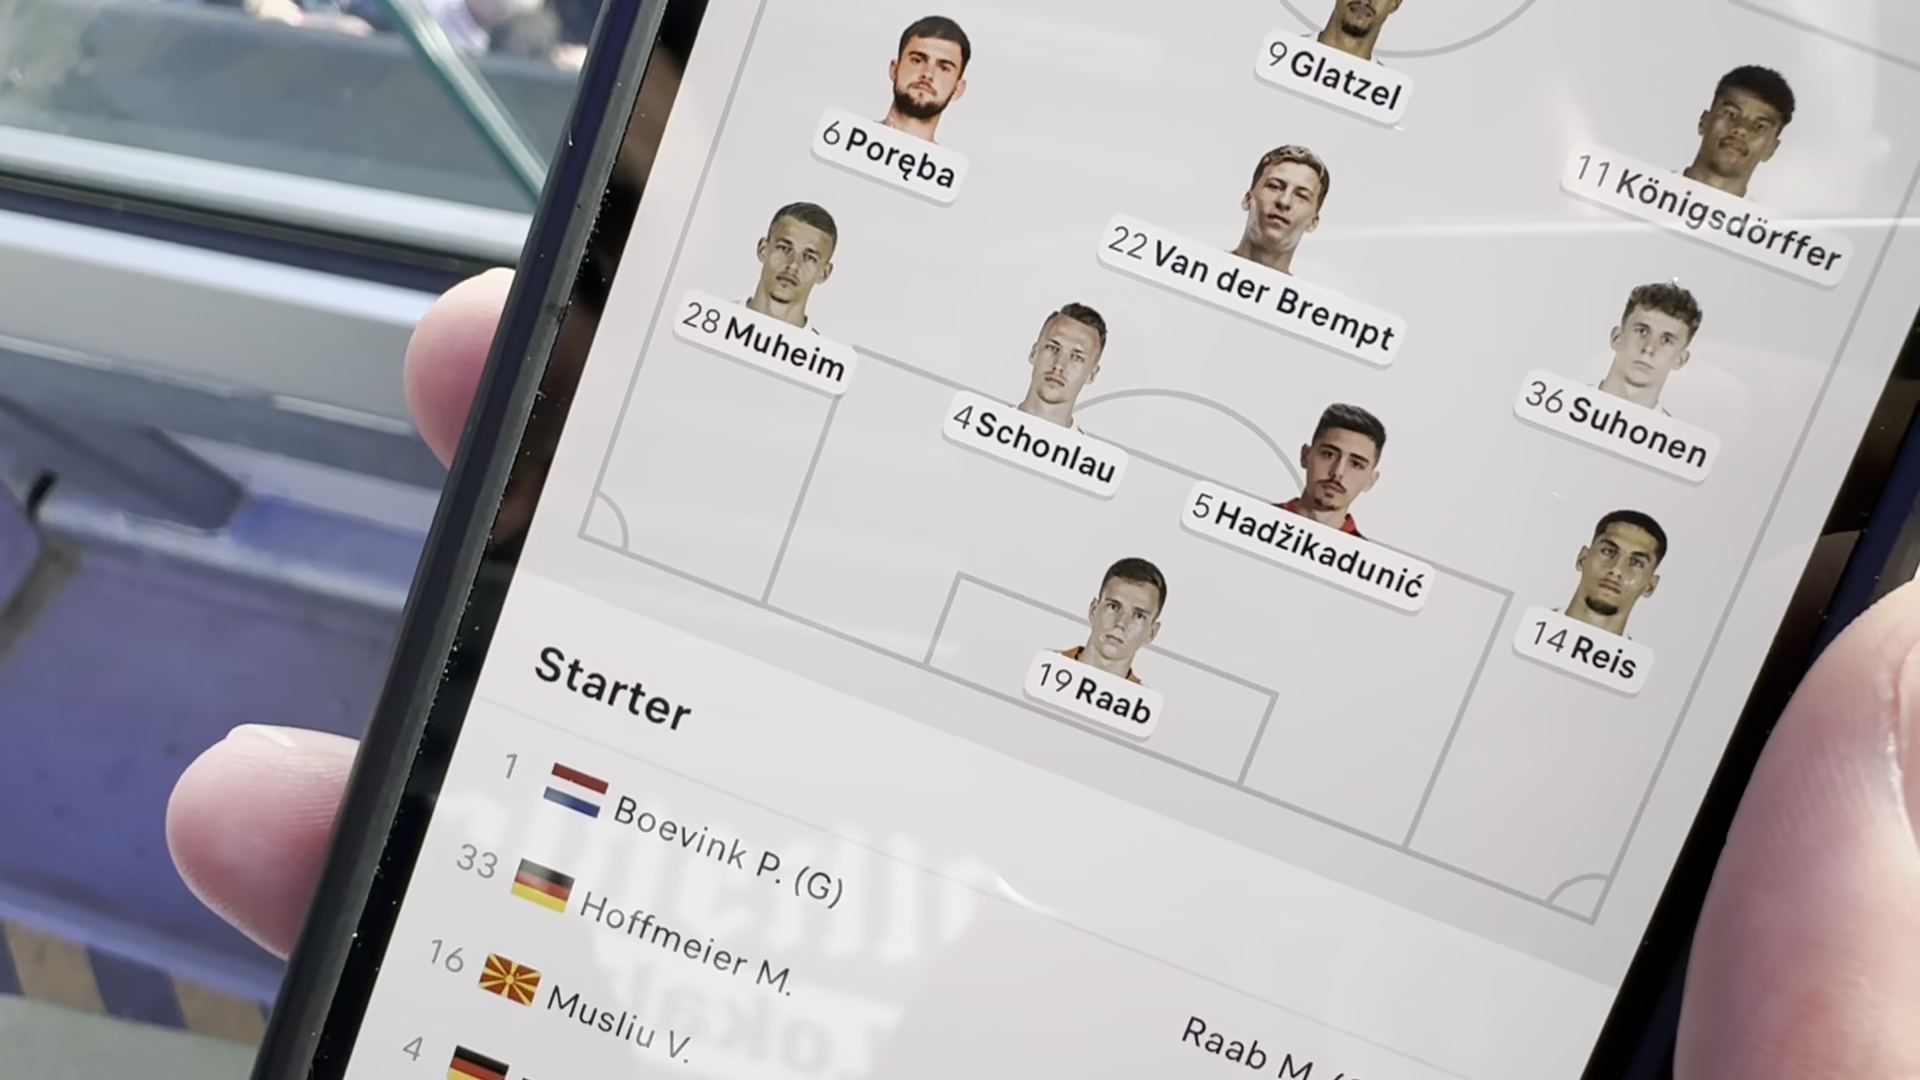 9 Glatzel
6 Poręba
11 Königsdörffer
22 Van der Brempt
28 Muheim
36 Suhonen
4 Schonlau
5 Hadžikadunić
14 Reis
19 Raab
Starter
1 Boevink P. (G)
33 Hoffmeier M.
16 Musliu V.
Raab M.
4